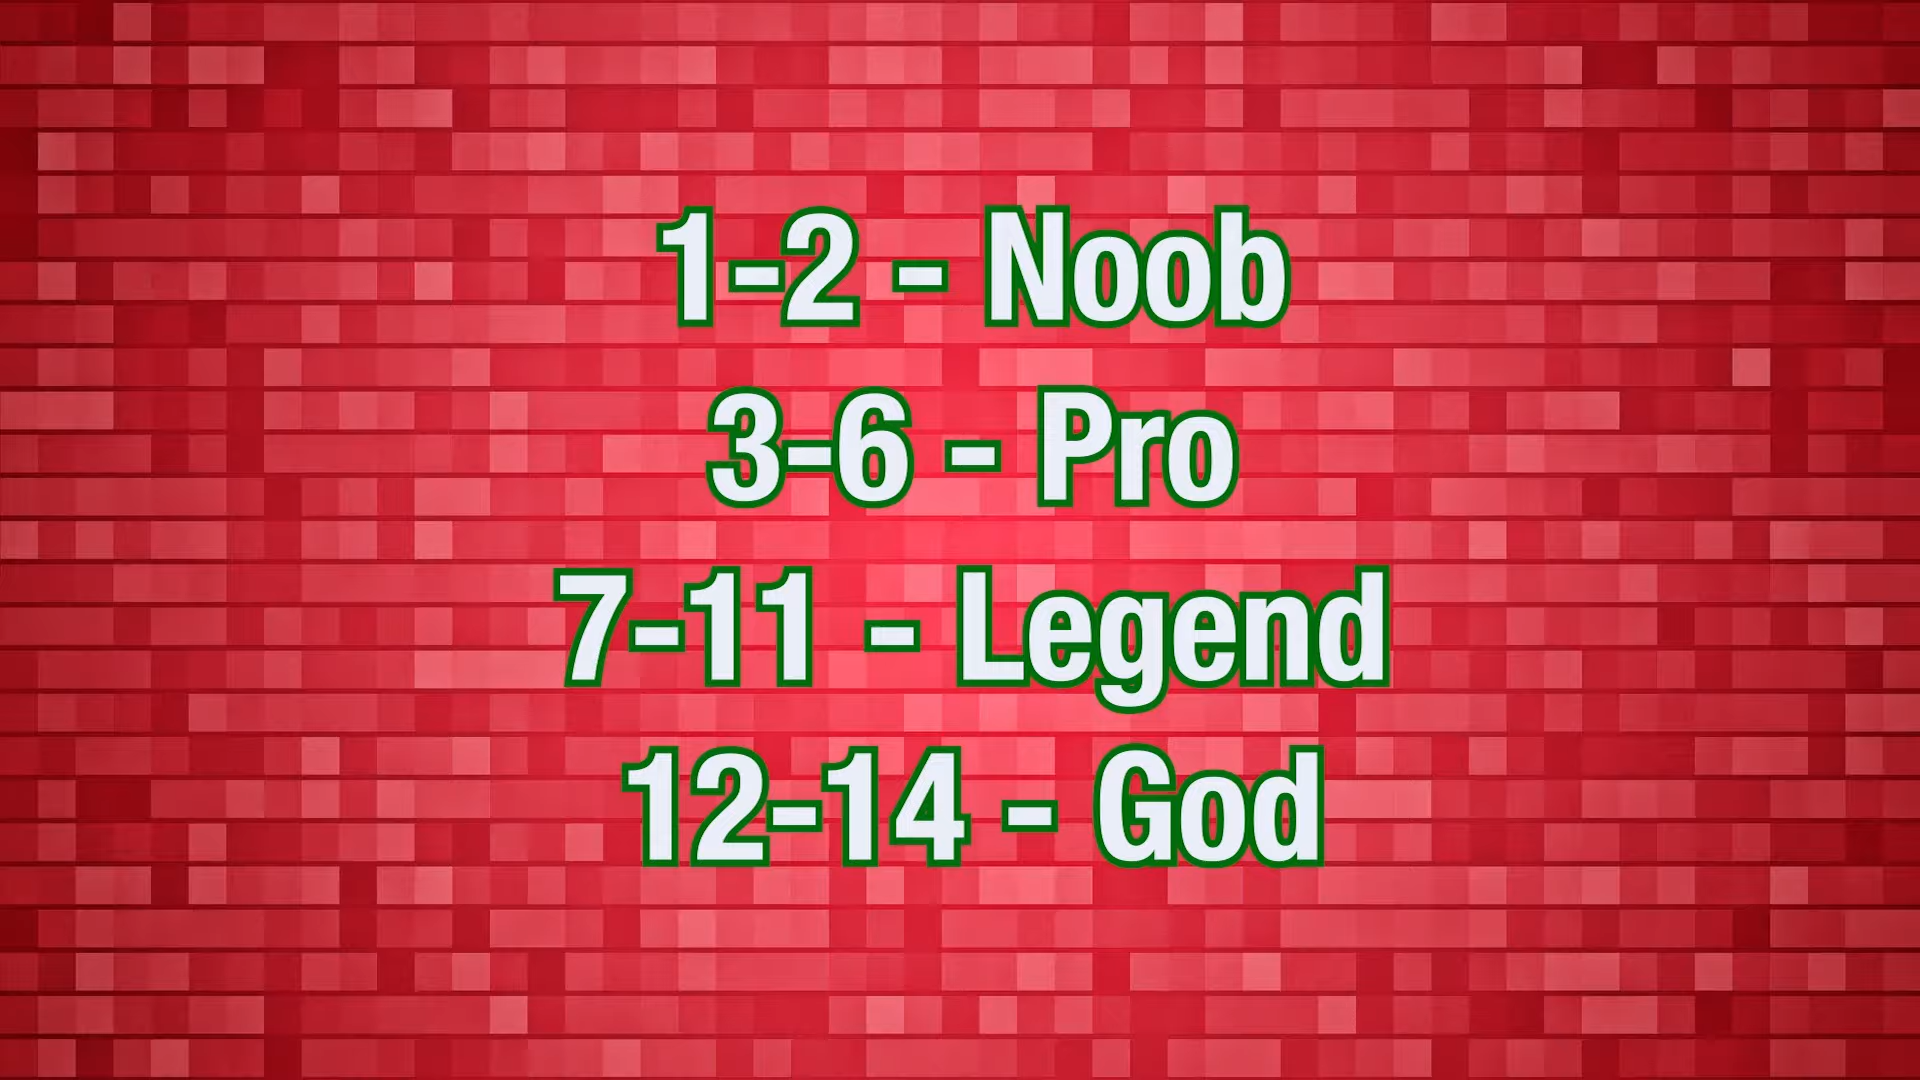 1-2 - Noob
3-6 - Pro
7-11 - Legend
12-14 - God